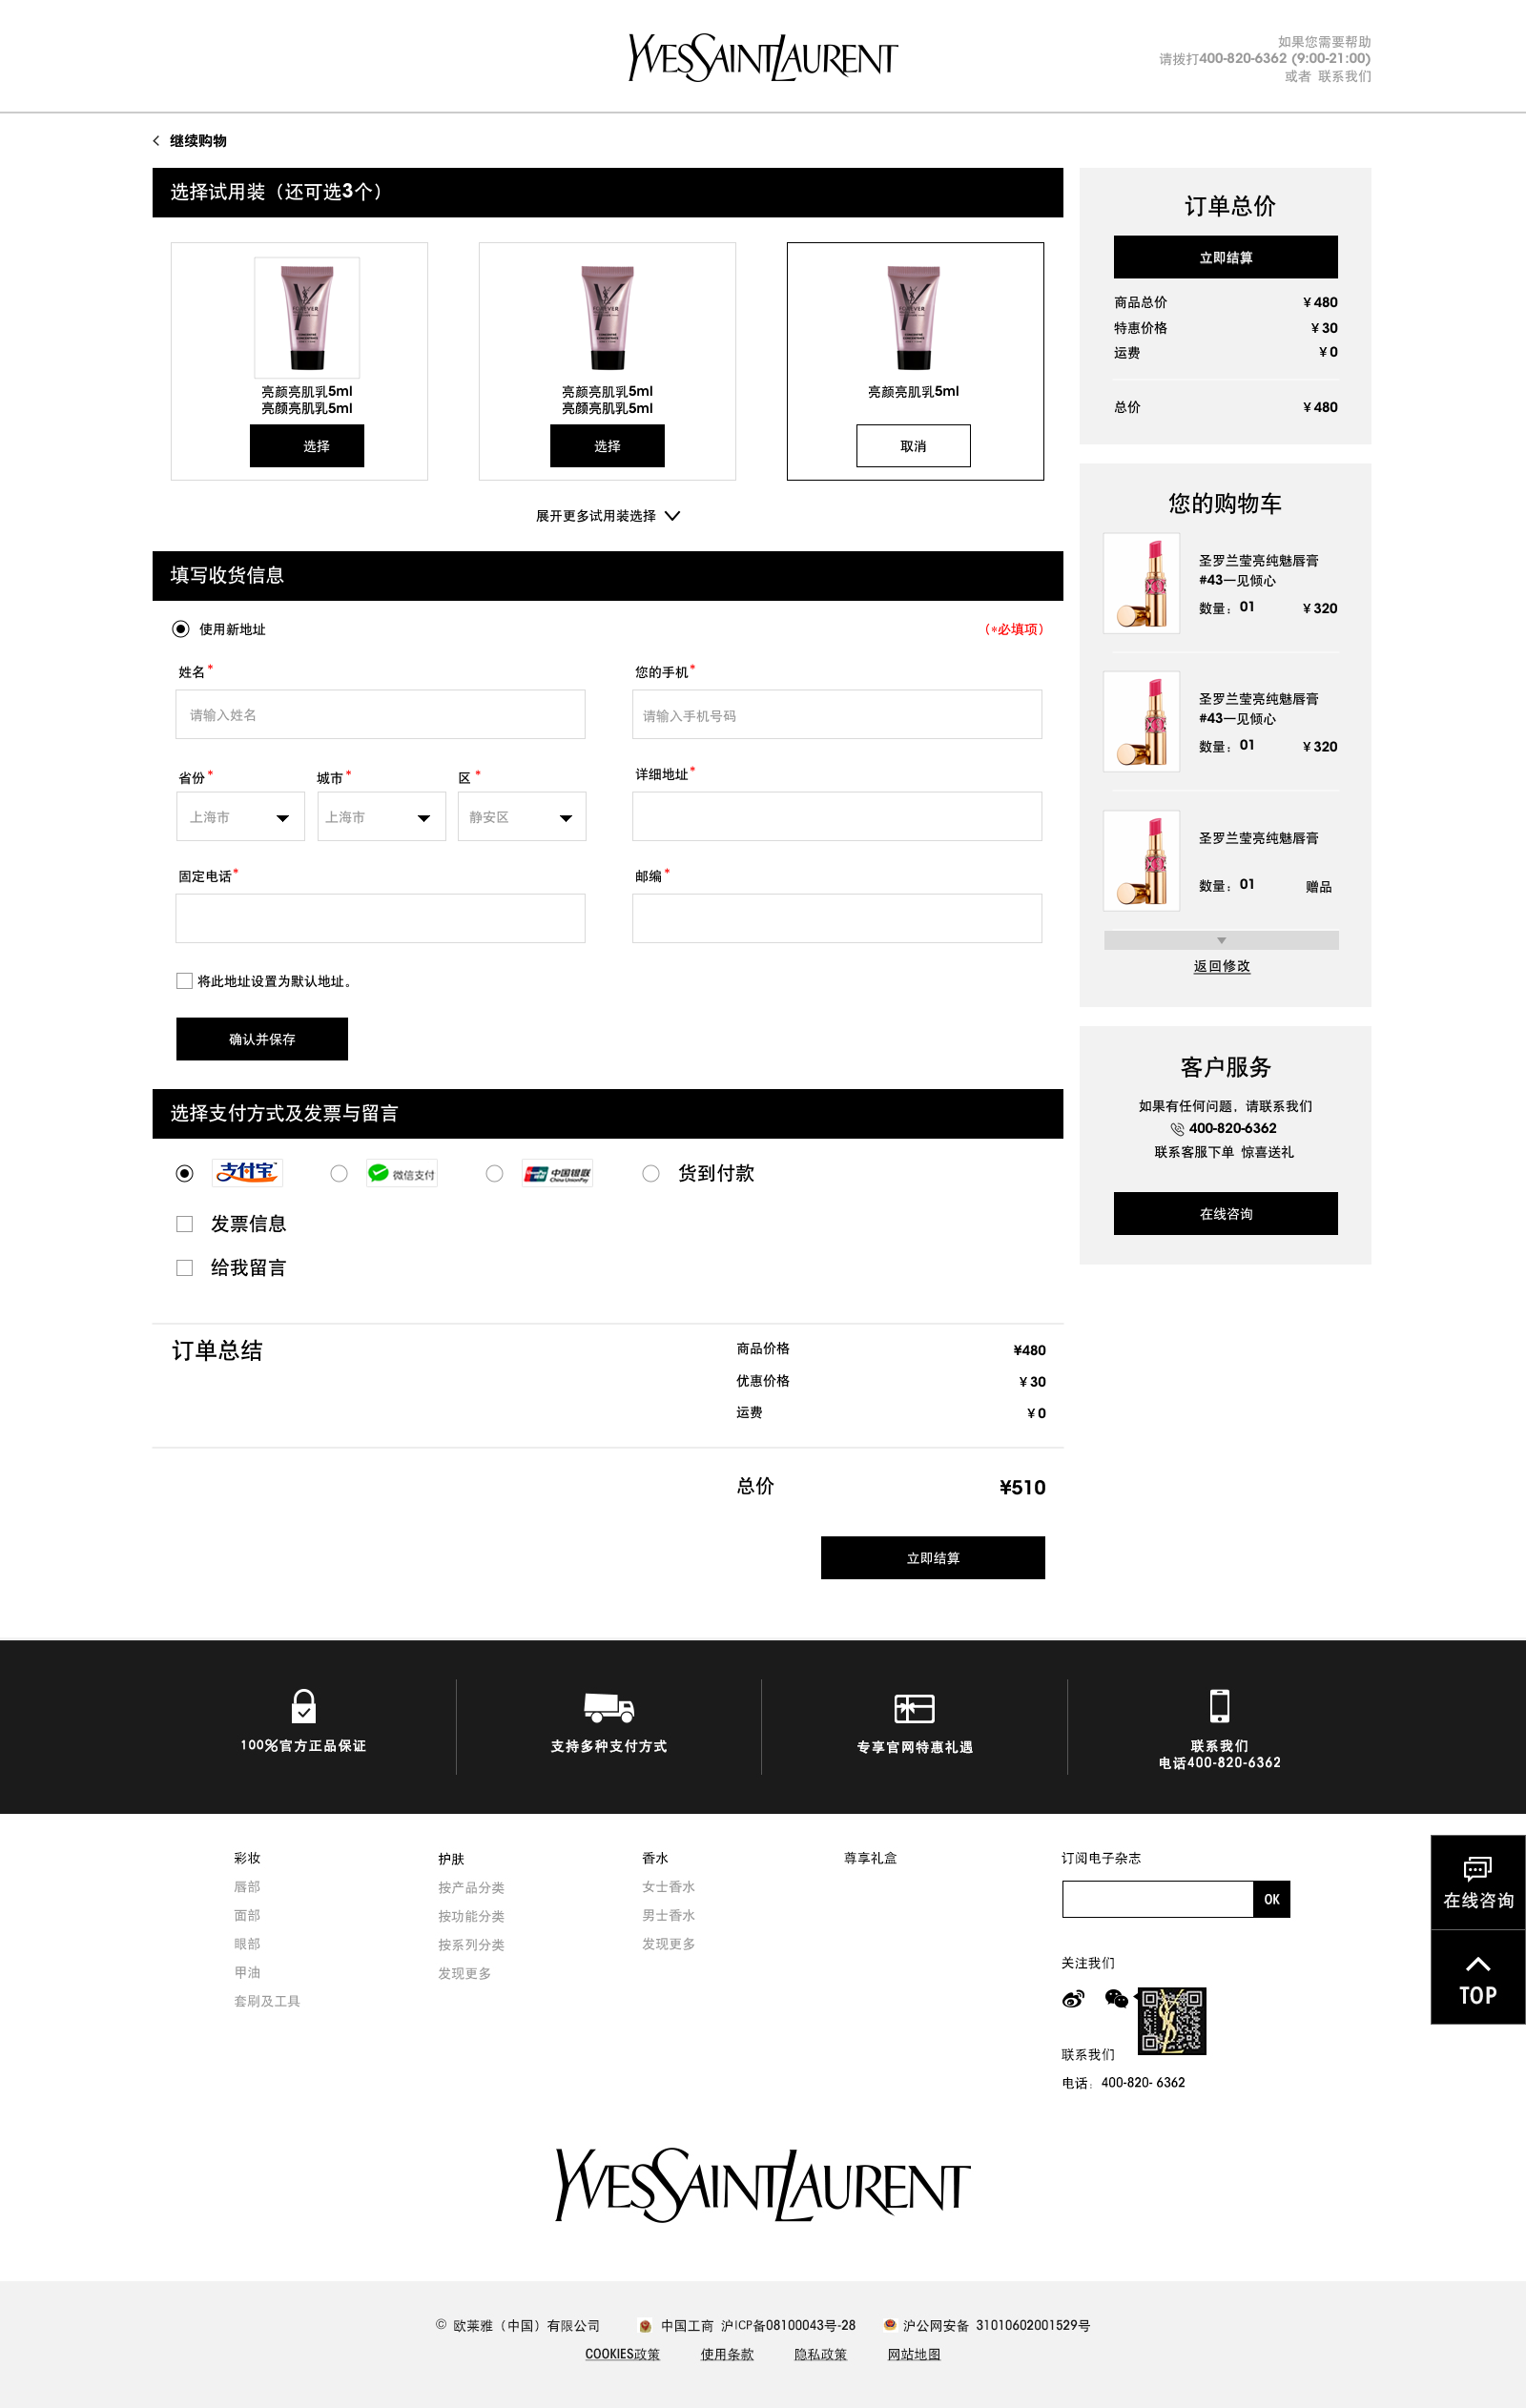 YVESSAINTLAURENT
如果您需要帮助
请拨打400-820-6362 (9:00-21:00)
或者 联系我们
继续购物
选择试用装（还可选3个）
亮颜亮肌乳5ml
亮颜亮肌乳5ml
选择
亮颜亮肌乳5ml
亮颜亮肌乳5ml
选择
亮颜亮肌乳5ml
取消
展开更多试用装选择
填写收货信息
使用新地址
（*必填项）
姓名*
您的手机*
请输入姓名
请输入手机号码
省份*
城市*
区*
详细地址*
上海市
上海市
静安区
固定电话*
邮编*
将此地址设置为默认地址。
确认并保存
选择支付方式及发票与留言
支付宝
微信支付
中国银联
China UnionPay
货到付款
发票信息
给我留言
订单总结
商品价格 ¥480
优惠价格 ¥30
运费 ¥0
总价 ¥510
立即结算
订单总价
立即结算
商品总价 ¥480
特惠价格 ¥30
运费 ¥0
总价 ¥480
您的购物车
圣罗兰莹亮纯魅唇膏
#43一见倾心
数量：01 ¥320
圣罗兰莹亮纯魅唇膏
#43一见倾心
数量：01 ¥320
圣罗兰莹亮纯魅唇膏
数量：01 赠品
返回修改
客户服务
如果有任何问题，请联系我们
400-820-6362
联系客服下单 惊喜送礼
在线咨询
100%官方正品保证
支持多种支付方式
专享官网特惠礼遇
联系我们
电话400-820-6362
彩妆
唇部
面部
眼部
甲油
套刷及工具
护肤
按产品分类
按功能分类
按系列分类
发现更多
香水
女士香水
男士香水
发现更多
尊享礼盒
订阅电子杂志
OK
关注我们
联系我们
电话：400-820- 6362
在线咨询
TOP
YVESSAINTLAURENT
© 欧莱雅（中国）有限公司 中国工商 沪ICP备08100043号-28 沪公网安备 31010602001529号
COOKIES政策 使用条款 隐私政策 网站地图